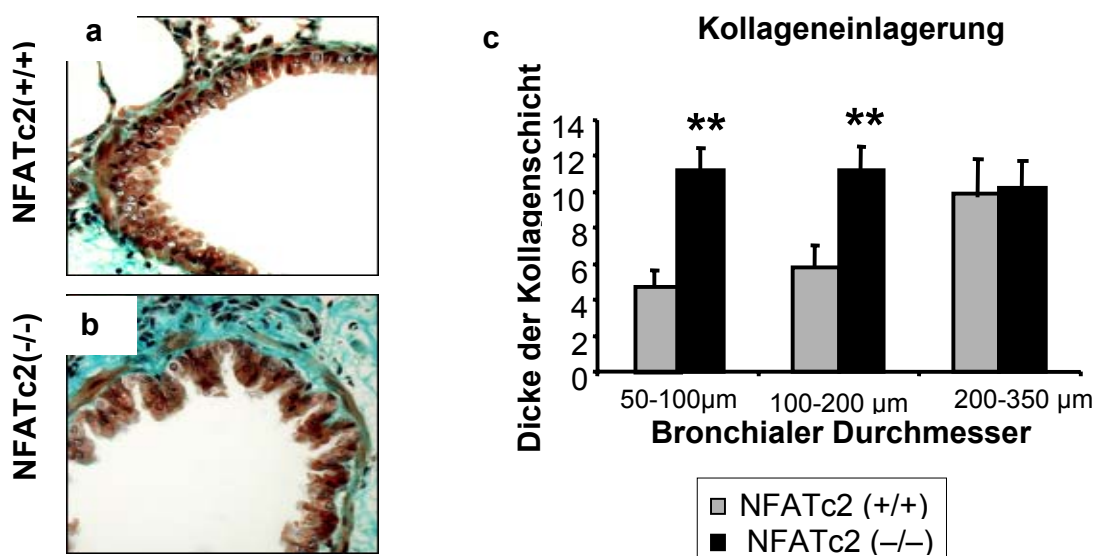 a
NFATc2(+/+)
b
NFATc2(-/-)
c
Kollageneinlagerung
Dicke der Kollagenschicht
14
12
10
8
6
4
2
0
**
**
50-100µm
100-200 µm
200-350 µm
Bronchialer Durchmesser
NFATc2 (+/+)
NFATc2 (–/–)